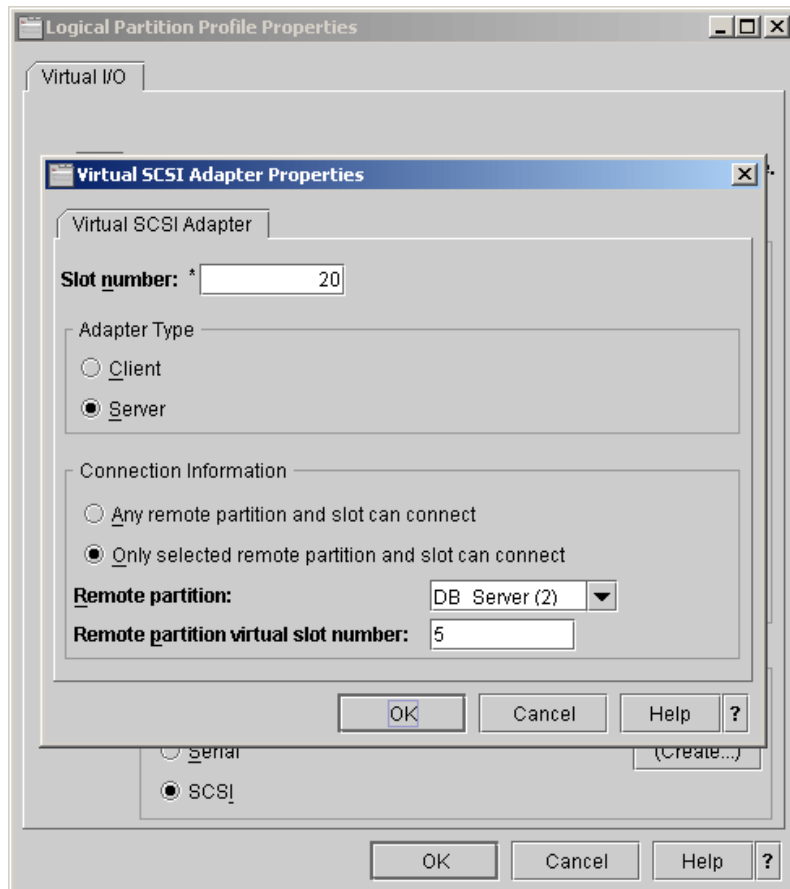 Logical Partition Profile Properties
Virtual I/O
Virtual SCSI Adapter Properties
Virtual SCSI Adapter
Slot number: * 20
Adapter Type
Client
Server
Connection Information
Any remote partition and slot can connect
Only selected remote partition and slot can connect
Remote partition: DB Server (2)
Remote partition virtual slot number: 5
OK Cancel Help ?
Serial (Create...)
SCSI
OK Cancel Help ?